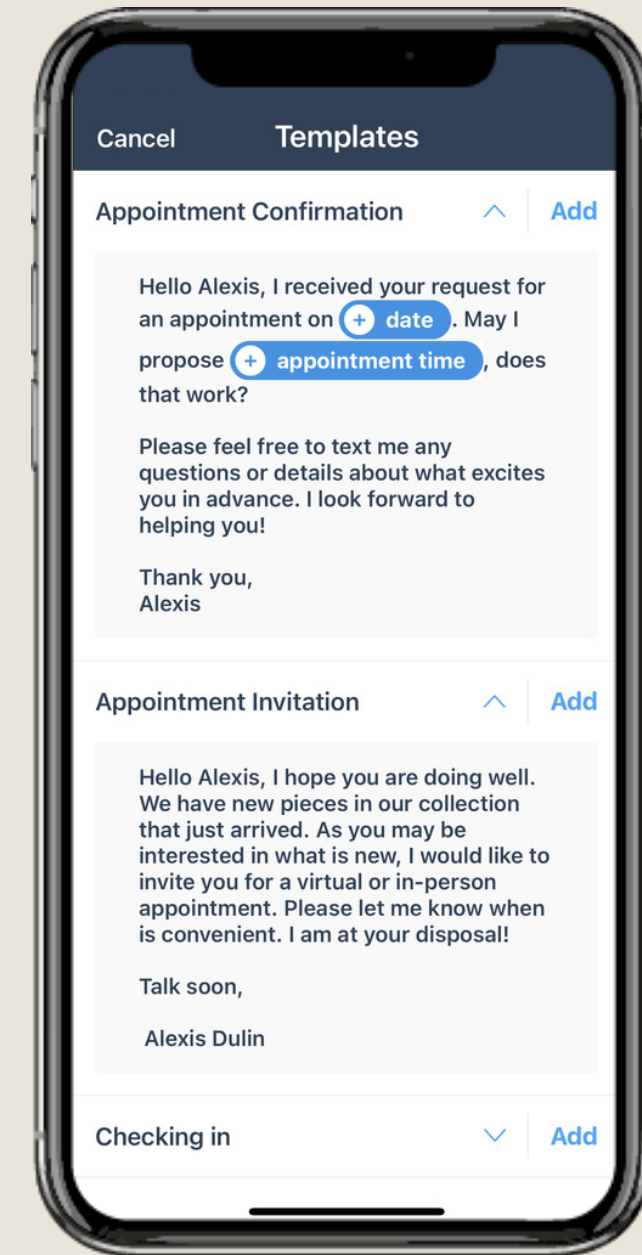 Cancel Templates
Appointment Confirmation Add
Hello Alexis, I received your request for
an appointment on + date . May I
propose + appointment time , does
that work?
Please feel free to text me any
questions or details about what excites
you in advance. I look forward to
helping you!
Thank you,
Alexis
Appointment Invitation Add
Hello Alexis, I hope you are doing well.
We have new pieces in our collection
that just arrived. As you may be
interested in what is new, I would like to
invite you for a virtual or in-person
appointment. Please let me know when
is convenient. I am at your disposal!
Talk soon,
Alexis Dulin
Checking in Add